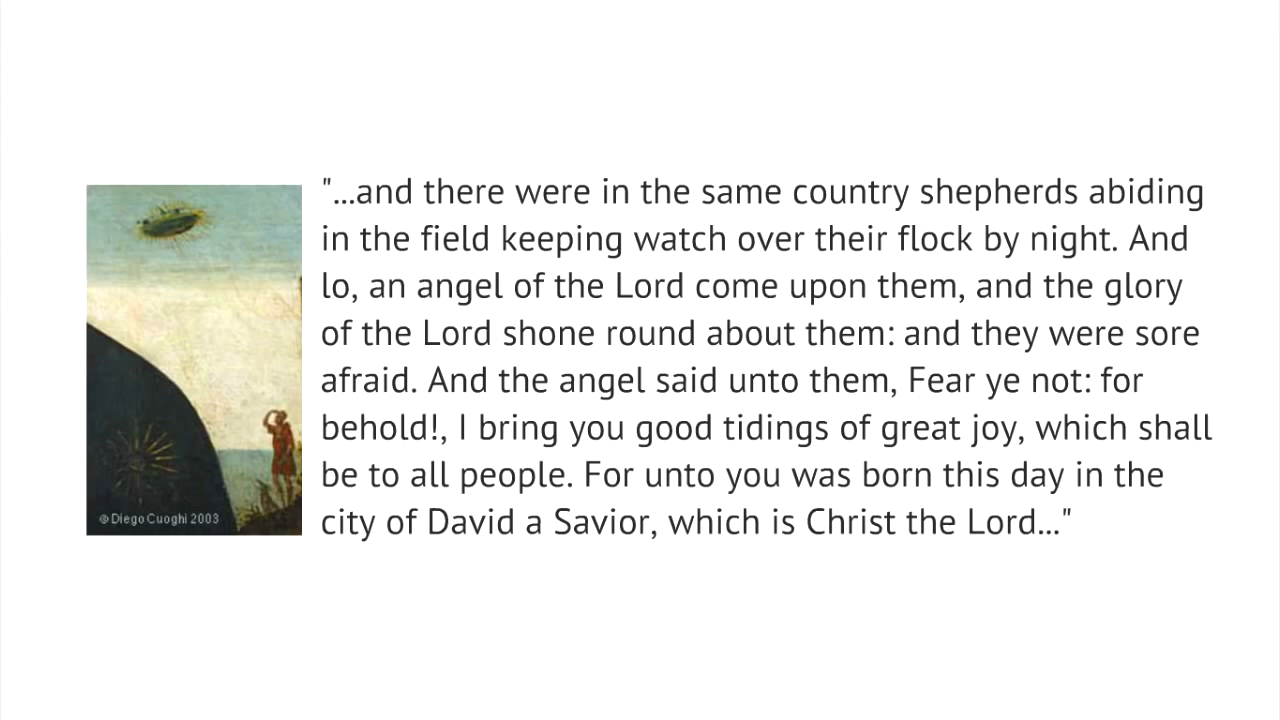 "...and there were in the same country shepherds abiding
in the field keeping watch over their flock by night. And
lo, an angel of the Lord come upon them, and the glory
of the Lord shone round about them: and they were sore
afraid. And the angel said unto them, Fear ye not: for
behold!, I bring you good tidings of great joy, which shall
be to all people. For unto you was born this day in the
city of David a Savior, which is Christ the Lord..."
© Diego Cuoghi 2003